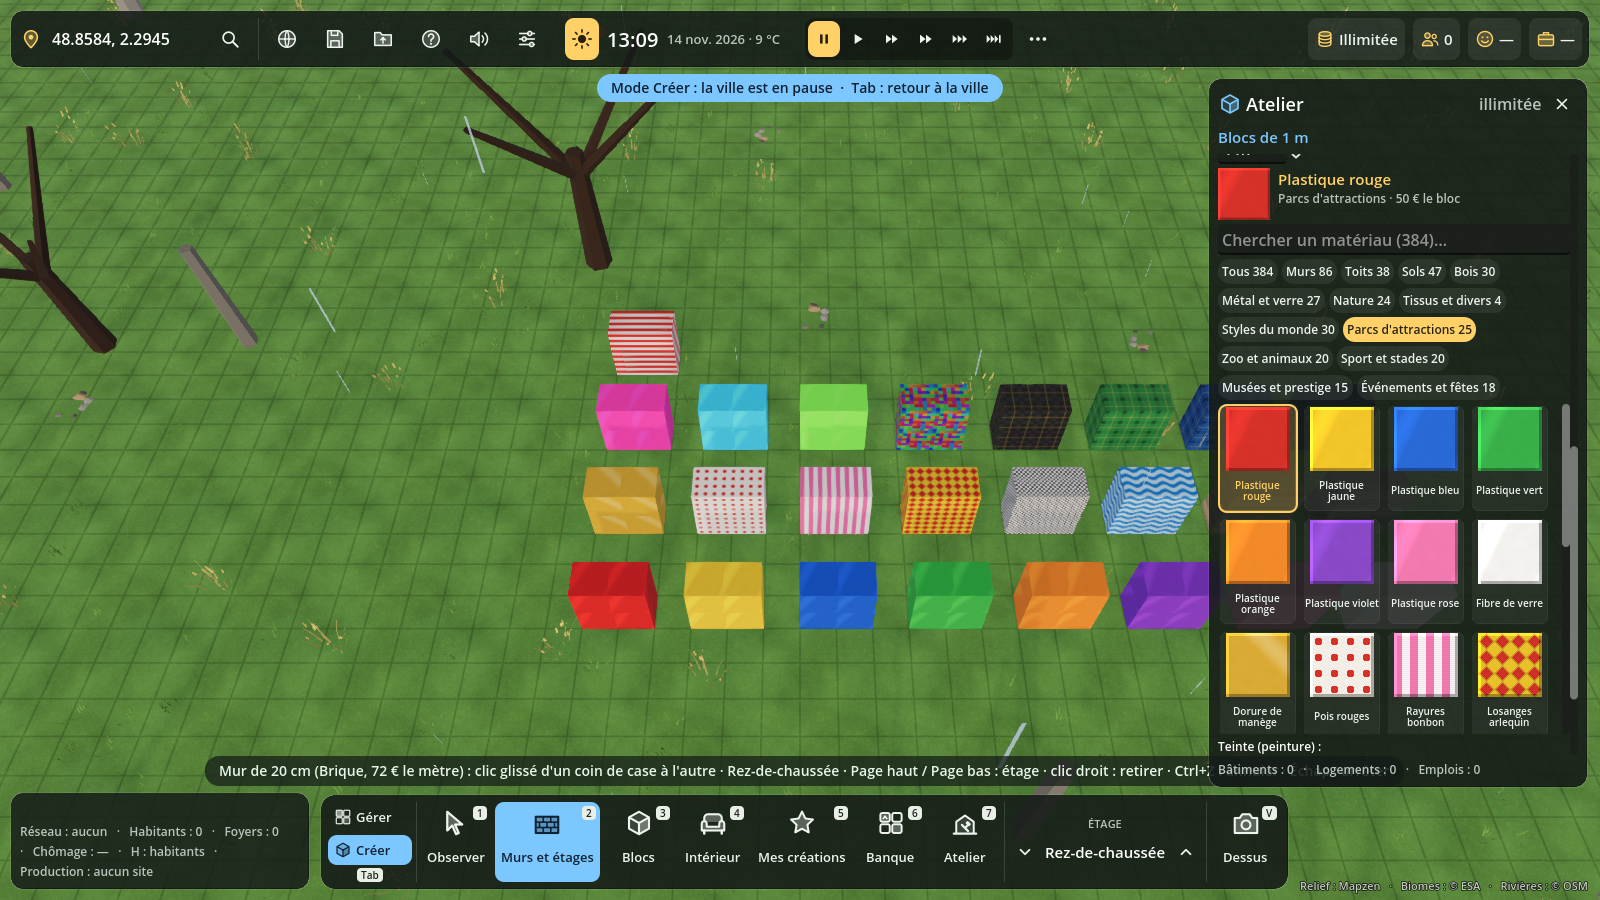 48.8584, 2.2945
13:09 14 nov. 2026 · 9 °C
Illimitée
0
—
—
Mode Créer : la ville est en pause · Tab : retour à la ville
Atelier
illimitée
Blocs de 1 m
Plastique rouge
Parcs d'attractions · 50 € le bloc
Chercher un matériau (384)...
Tous 384 Murs 86 Toits 38 Sols 47 Bois 30
Métal et verre 27 Nature 24 Tissus et divers 4
Styles du monde 30 Parcs d'attractions 25
Zoo et animaux 20 Sport et stades 20
Musées et prestige 15 Événements et fêtes 18
Plastique rouge
Plastique jaune
Plastique bleu
Plastique vert
Plastique orange
Plastique violet
Plastique rose
Fibre de verre
Dorure de manège
Pois rouges
Rayures bonbon
Losanges arlequin
Teinte (peinture) :
Bâtiments : 0 · Logements : 0 · Emplois : 0
Mur de 20 cm (Brique, 72 € le mètre) : clic glissé d'un coin de case à l'autre · Rez-de-chaussée · Page haut / Page bas : étage · clic droit : retirer · Ctrl+
Réseau : aucun · Habitants : 0 · Foyers : 0
· Chômage : — · H : habitants ·
Production : aucun site
Gérer
Créer
Tab
Observer 1
Murs et étages 2
Blocs 3
Intérieur 4
Mes créations 5
Banque 6
Atelier 7
ÉTAGE
Rez-de-chaussée
Dessus V
Relief : Mapzen · Biomes : © ESA · Rivières : © OSM